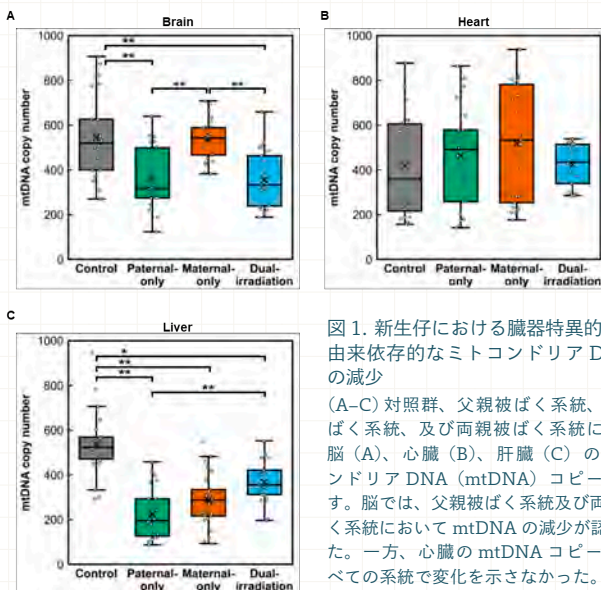 A
Brain
mtDNA copy number
1000
800
600
400
200
0
**
**
**
**
Control
Paternal-only
Maternal-only
Dual-irradiation
B
Heart
mtDNA copy number
1000
800
600
400
200
0
Control
Paternal-only
Maternal-only
Dual-irradiation
C
Liver
mtDNA copy number
1000
800
600
400
200
0
*
**
**
**
Control
Paternal-only
Maternal-only
Dual-irradiation
図 1. 新生仔における臓器特異的
由来依存的なミトコンドリア D
の減少
(A–C) 対照群、父親被ばく系統、
ばく系統、及び両親被ばく系統に
脳（A）、心臓（B）、肝臓（C）の
ンドリア DNA（mtDNA）コピー
す。脳では、父親被ばく系統及び両
く系統において mtDNA の減少が認
た。一方、心臓の mtDNA コピー
べての系統で変化を示さなかった。